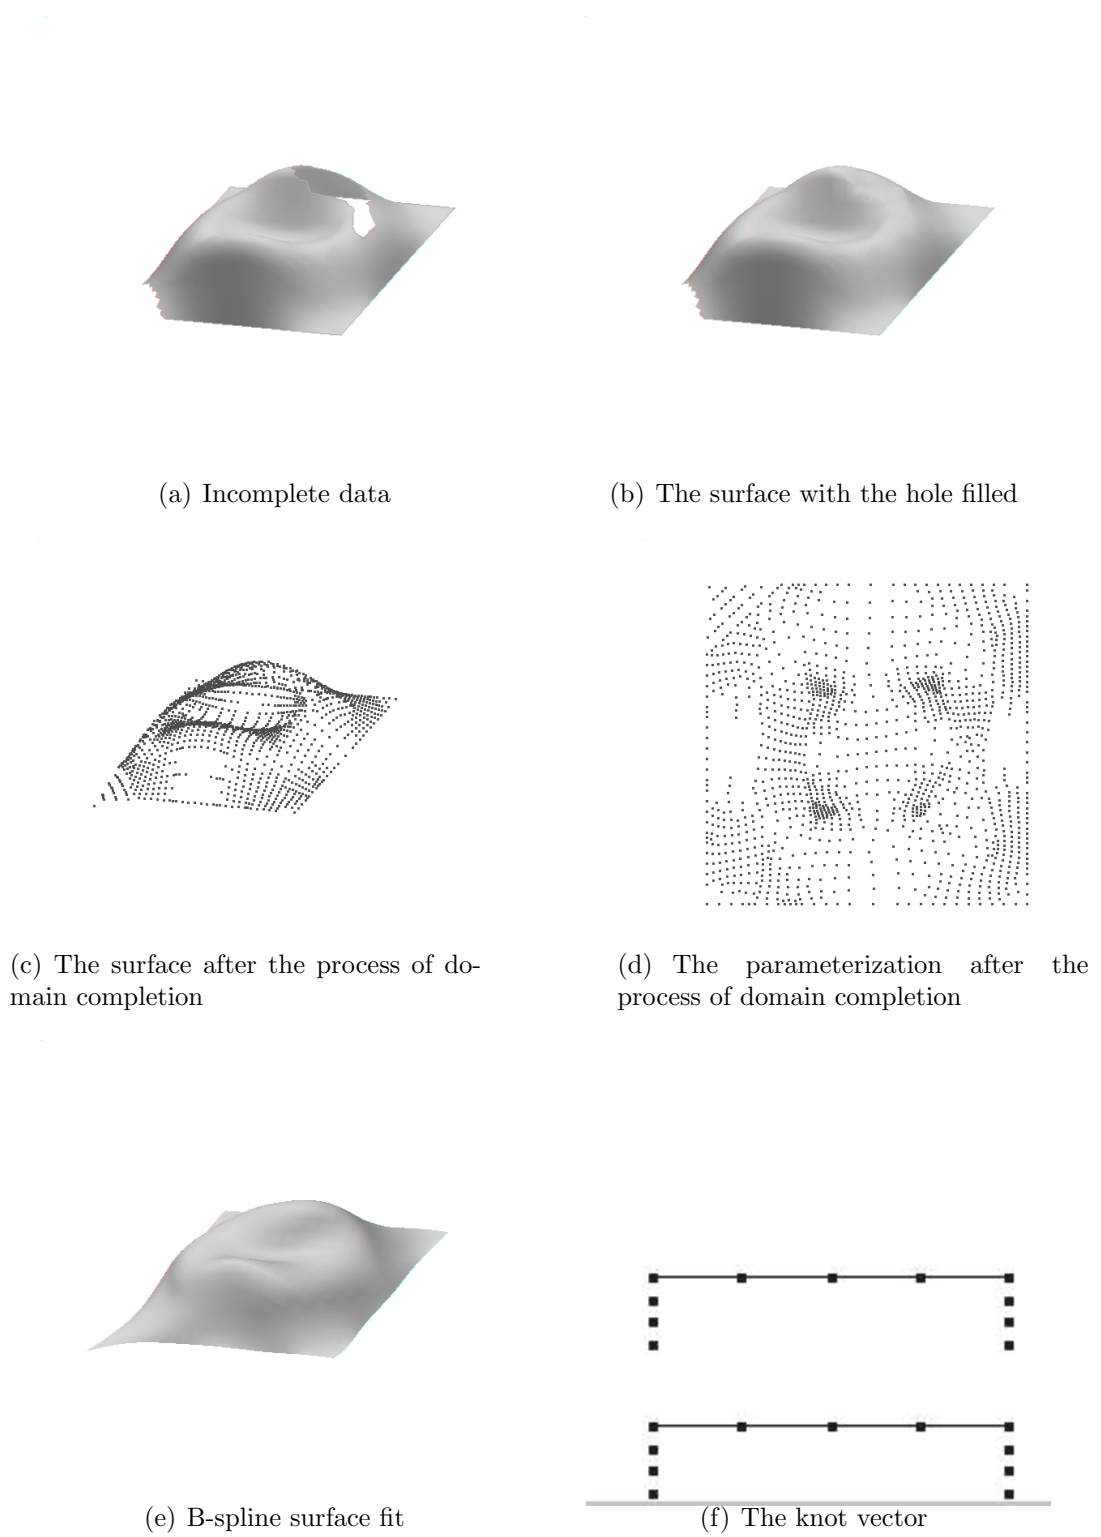 (a) Incomplete data
(b) The surface with the hole filled
(c) The surface after the process of do-
main completion
(d) The parameterization after the
process of domain completion
(e) B-spline surface fit
(f) The knot vector